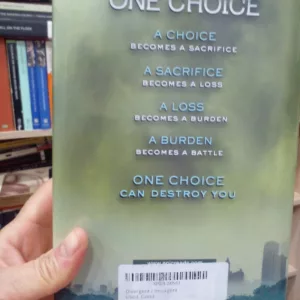 ONE CHOICE
A CHOICE
BECOMES A SACRIFICE
A SACRIFICE
BECOMES A LOSS
A LOSS
BECOMES A BURDEN
A BURDEN
BECOMES A BATTLE
ONE CHOICE
CAN DESTROY YOU